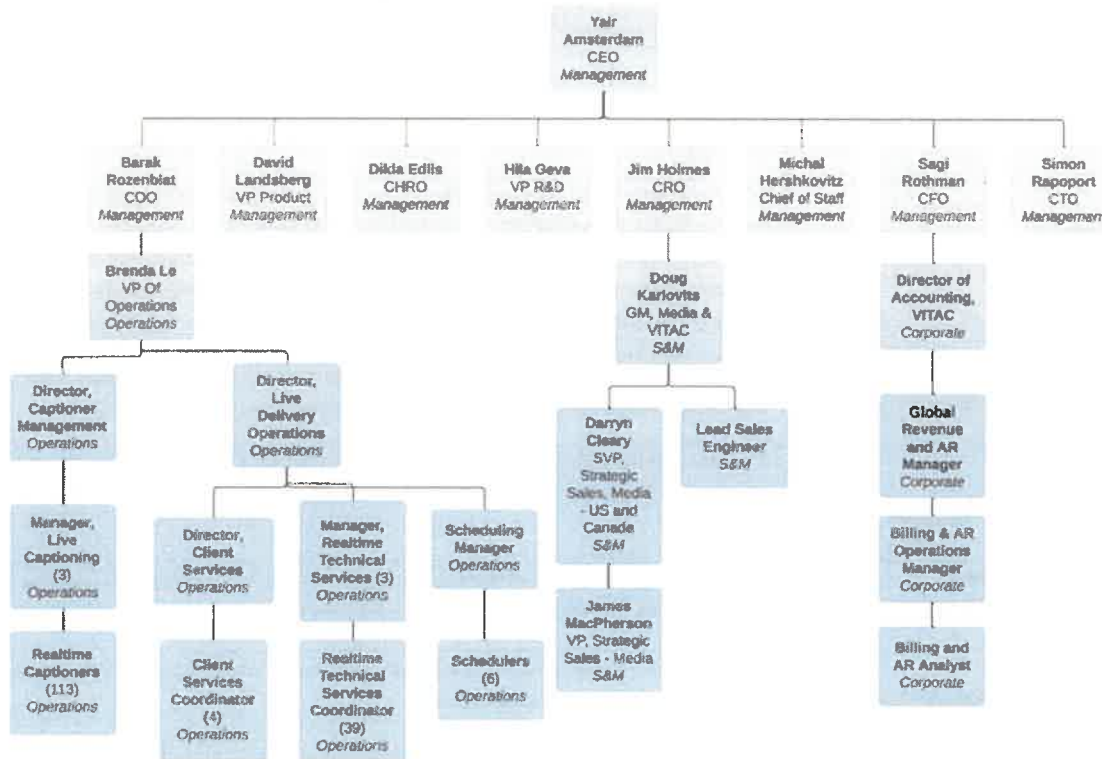 Yair
Amsterdam
CEO
Management
Barak
Rozenblat
COO
Management
David
Landsberg
VP Product
Management
Dikla Edlis
CHRO
Management
Hila Geva
VP R&D
Management
Jim Holmes
CRO
Management
Michal
Hershkovitz
Chief of Staff
Management
Sagi
Rothman
CFO
Management
Simon
Rapoport
CTO
Management
Brenda Le
VP Of
Operations
Operations
Doug
Karlovits
GM, Media &
VITAC
S&M
Director of
Accounting,
VITAC
Corporate
Director,
Captioner
Management
Operations
Director,
Live
Delivery
Operations
Operations
Darryn
Cleary
SVP,
Strategic
Sales, Media
- US and
Canada
S&M
Lead Sales
Engineer
S&M
Global
Revenue
and AR
Manager
Corporate
Manager,
Live
Captioning
(3)
Operations
Director,
Client
Services
Operations
Manager,
Realtime
Technical
Services (3)
Operations
Scheduling
Manager
Operations
Billing & AR
Operations
Manager
Corporate
Realtime
Captioners
(113)
Operations
Client
Services
Coordinator
(4)
Operations
Realtime
Technical
Services
Coordinator
(39)
Operations
Schedulers
(6)
Operations
James
MacPherson
VP, Strategic
Sales - Media
S&M
Billing and
AR Analyst
Corporate